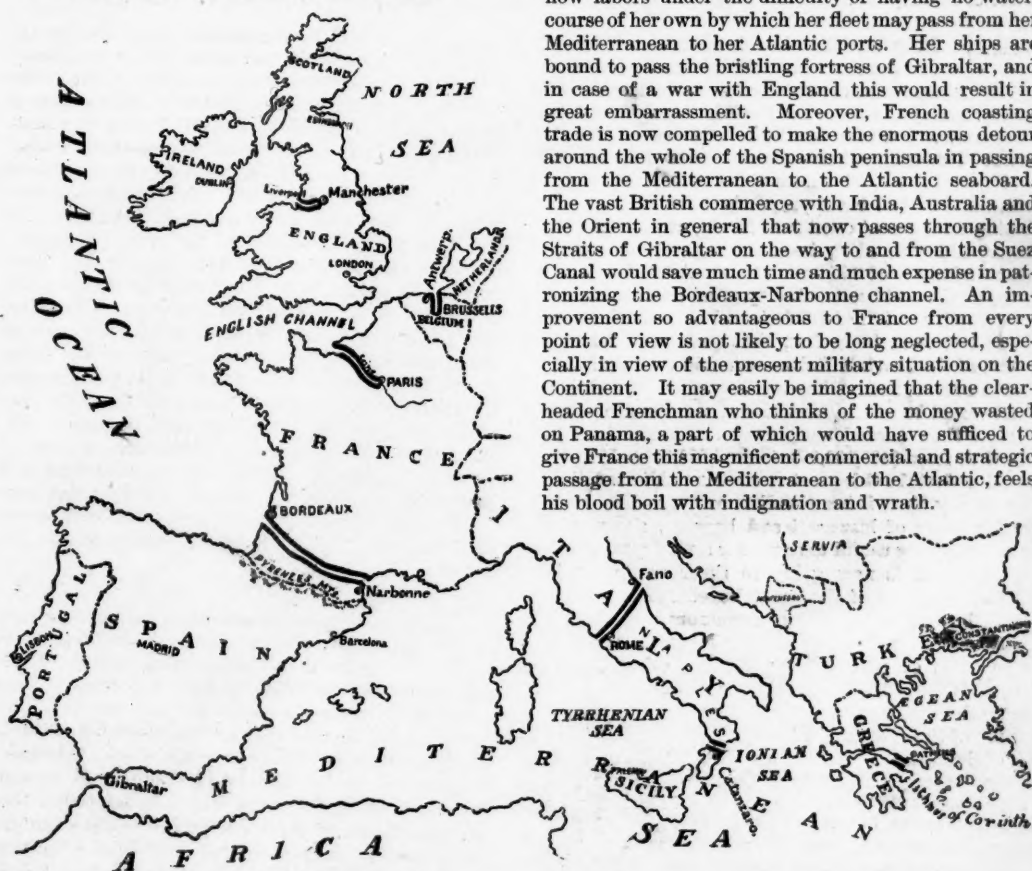 course of her own by which her fleet may pass from her
Mediterranean to her Atlantic ports. Her ships are
bound to pass the bristling fortress of Gibraltar, and
in case of a war with England this would result in
great embarrassment. Moreover, French coasting
trade is now compelled to make the enormous detour
around the whole of the Spanish peninsula in passing
from the Mediterranean to the Atlantic seaboard.
The vast British commerce with India, Australia and
the Orient in general that now passes through the
Straits of Gibraltar on the way to and from the Suez
Canal would save much time and much expense in pat-
ronizing the Bordeaux-Narbonne channel. An im-
provement so advantageous to France from every
point of view is not likely to be long neglected, espe-
cially in view of the present military situation on the
Continent. It may easily be imagined that the clear-
headed Frenchman who thinks of the money wasted
on Panama, a part of which would have sufficed to
give France this magnificent commercial and strategic
passage from the Mediterranean to the Atlantic, feels
his blood boil with indignation and wrath.
ATLANTIC
OCEAN
SCOTLAND
NORTH
SEA
IRELAND
DUBLIN
Liverpool
Manchester
ENGLAND
LONDON
Antwerp.
NETHERLAND
BRUSSELS
BELGIUM
ENGLISH CHANNEL
PARIS
FRANCE
BORDEAUX
PYRENEES MTS
Narbonne
PORTUGAL
LISBON
SPAIN
MADRID
Barcelona
Gibraltar
MEDITERRANEAN
SEA
AFRICA
ITALY
Fano
ROME
NAPLES
TYRRHENIAN
SEA
SICILY
Catanzaro.
IONIAN
SEA
SERVIA
TURK
CONSTANTINOPLE
ÆGEAN
SEA
GREECE
ATHENS
Isthmus of Corinth